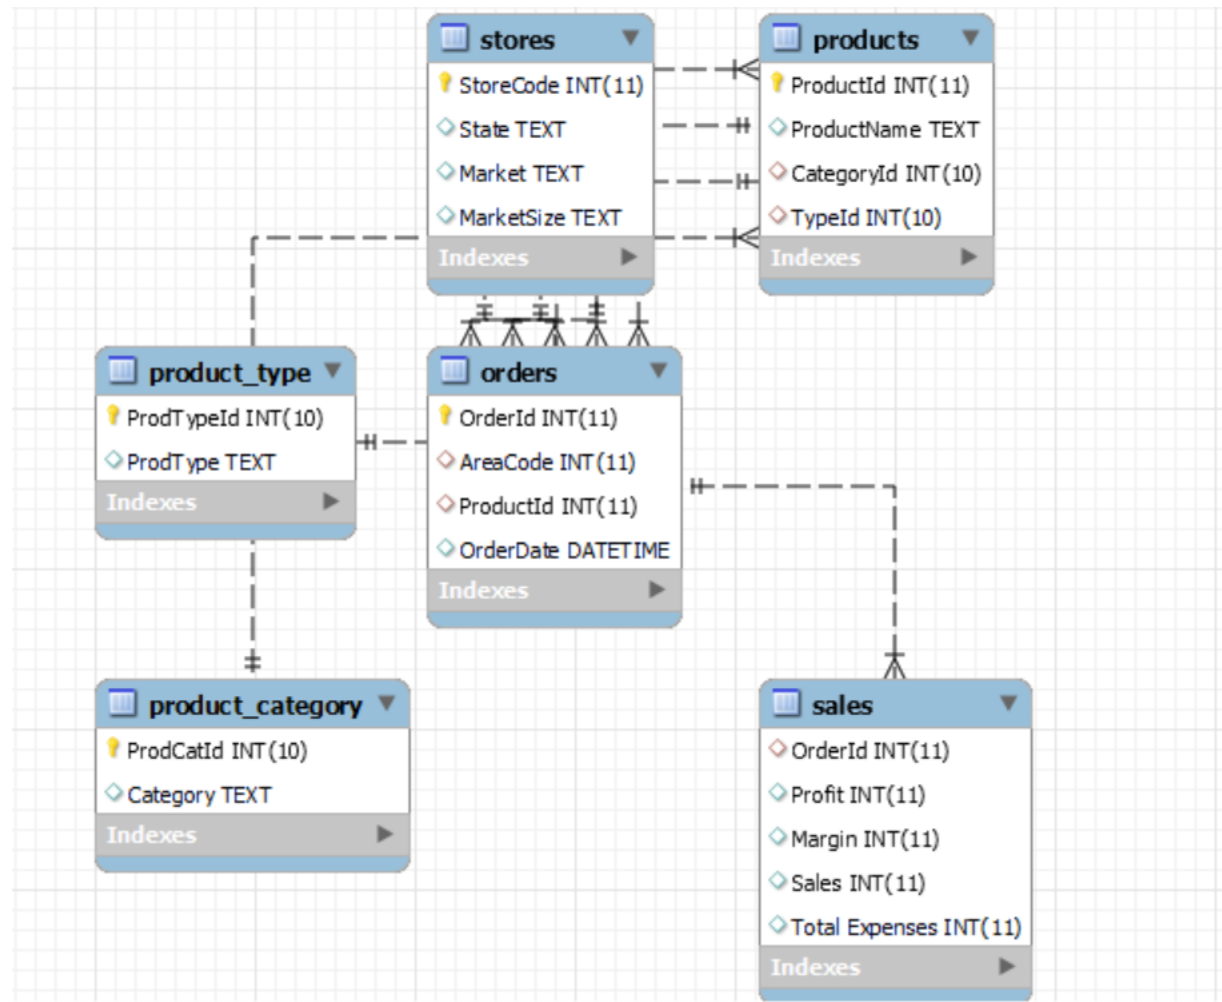 stores
StoreCode INT(11)
State TEXT
Market TEXT
MarketSize TEXT
Indexes
products
ProductId INT(11)
ProductName TEXT
CategoryId INT(10)
TypeId INT(10)
Indexes
product_type
ProdTypeId INT(10)
ProdType TEXT
Indexes
orders
OrderId INT(11)
AreaCode INT(11)
ProductId INT(11)
OrderDate DATETIME
Indexes
product_category
ProdCatId INT(10)
Category TEXT
Indexes
sales
OrderId INT(11)
Profit INT(11)
Margin INT(11)
Sales INT(11)
Total Expenses INT(11)
Indexes